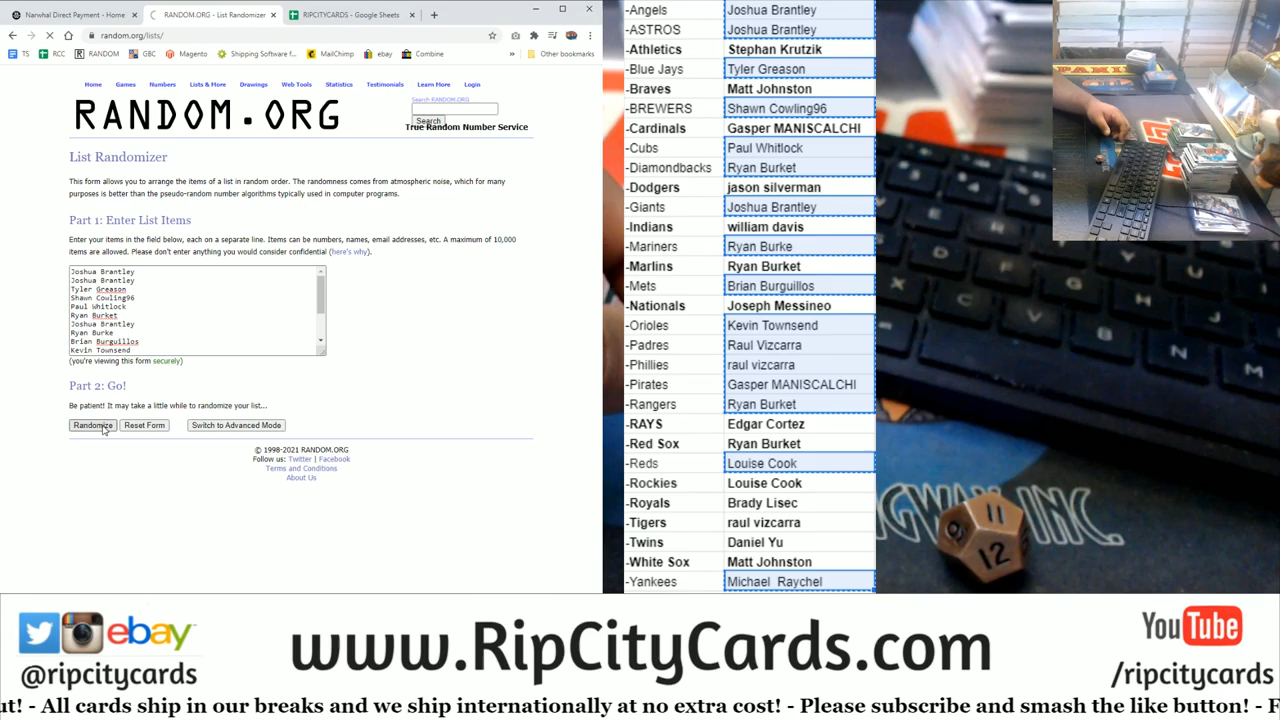 Narwhal Direct Payment - Home
RANDOM.ORG - List Randomizer
RIPCITYCARDS - Google Sheets
random.org/lists/
TS RCC RANDOM GBC Magento Shipping Software f... MailChimp ebay Combine » Other bookmarks
Home Games Numbers Lists & More Drawings Web Tools Statistics Testimonials Learn More Login
RANDOM.ORG
Search RANDOM.ORG
Search
True Random Number Service
List Randomizer
This form allows you to arrange the items of a list in random order. The randomness comes from atmospheric noise, which for many
purposes is better than the pseudo-random number algorithms typically used in computer programs.
Part 1: Enter List Items
Enter your items in the field below, each on a separate line. Items can be numbers, names, email addresses, etc. A maximum of 10,000
items are allowed. Please don't enter anything you would consider confidential (here's why).
Joshua Brantley
Joshua Brantley
Tyler Greason
Shawn Cowling96
Paul Whitlock
Ryan Burket
Joshua Brantley
Ryan Burke
Brian Burguillos
Kevin Townsend
(you're viewing this form securely)
Part 2: Go!
Be patient! It may take a little while to randomize your list...
Randomize Reset Form Switch to Advanced Mode
© 1998-2021 RANDOM.ORG
Follow us: Twitter | Facebook
Terms and Conditions
About Us
-Angels Joshua Brantley
-ASTROS Joshua Brantley
-Athletics Stephan Krutzik
-Blue Jays Tyler Greason
-Braves Matt Johnston
-BREWERS Shawn Cowling96
-Cardinals Gasper MANISCALCHI
-Cubs Paul Whitlock
-Diamondbacks Ryan Burket
-Dodgers jason silverman
-Giants Joshua Brantley
-Indians william davis
-Mariners Ryan Burke
-Marlins Ryan Burket
-Mets Brian Burguillos
-Nationals Joseph Messineo
-Orioles Kevin Townsend
-Padres Raul Vizcarra
-Phillies raul vizcarra
-Pirates Gasper MANISCALCHI
-Rangers Ryan Burket
-RAYS Edgar Cortez
-Red Sox Ryan Burket
-Reds Louise Cook
-Rockies Louise Cook
-Royals Brady Lisec
-Tigers raul vizcarra
-Twins Daniel Yu
-White Sox Matt Johnston
-Yankees Michael Raychel
9 11 12
INC.
ebay
@ripcitycards
www.RipCityCards.com
YouTube
/ripcitycards
ut! - All cards ship in our breaks and we ship internationally at no extra cost! - Please subscribe and smash the like button! - F